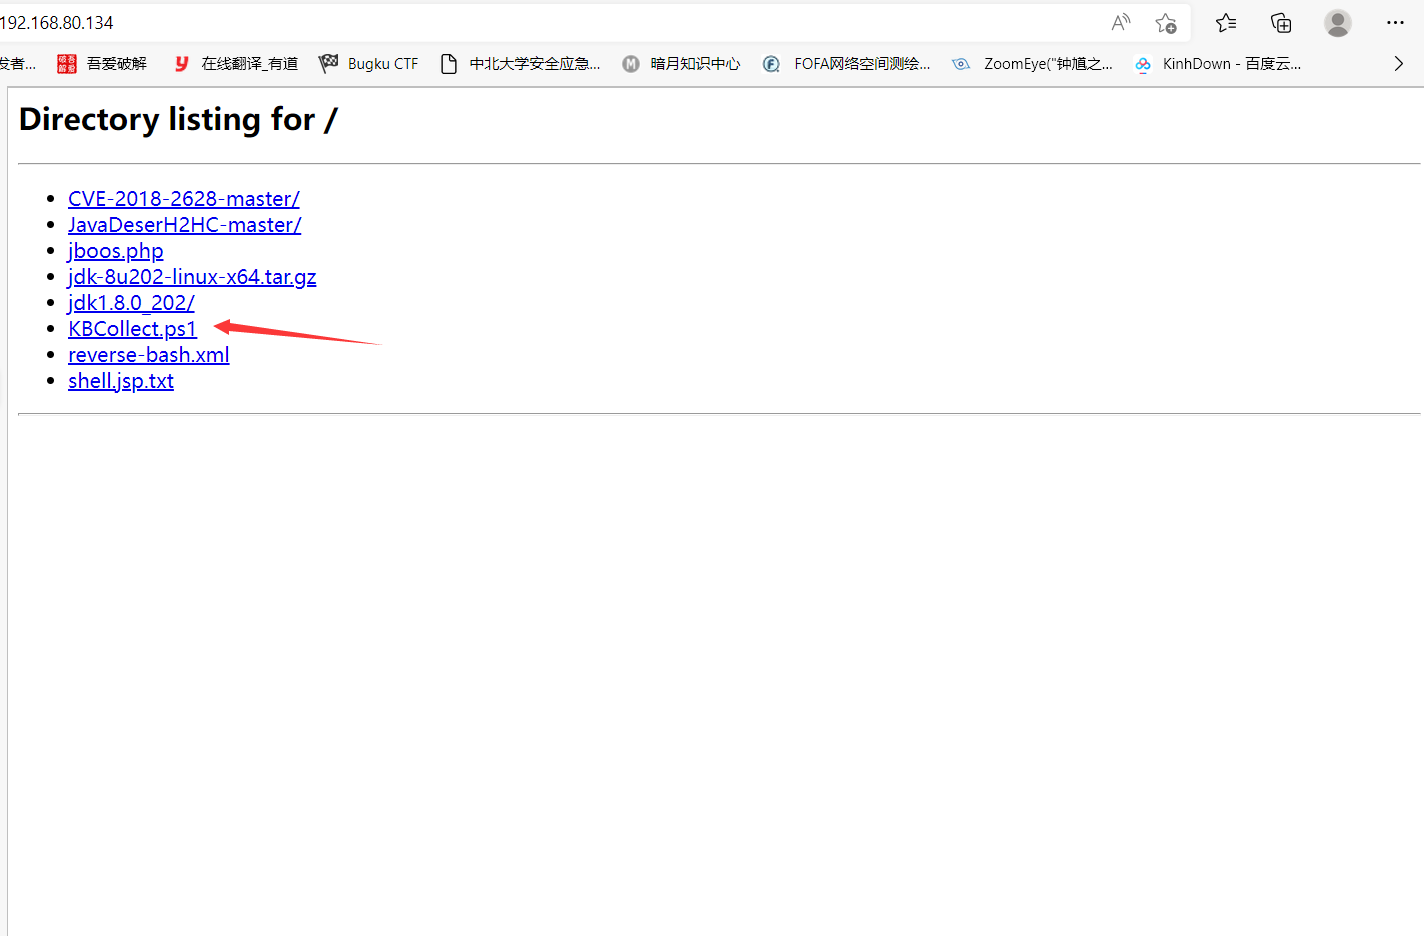 192.168.80.134
发者... 吾爱破解 在线翻译_有道 Bugku CTF 中北大学安全应急... M 暗月知识中心 FOFA网络空间测绘... ZoomEye("钟馗之... KinhDown - 百度云...
Directory listing for /
CVE-2018-2628-master/
JavaDeserH2HC-master/
jboos.php
jdk-8u202-linux-x64.tar.gz
jdk1.8.0_202/
KBCollect.ps1
reverse-bash.xml
shell.jsp.txt